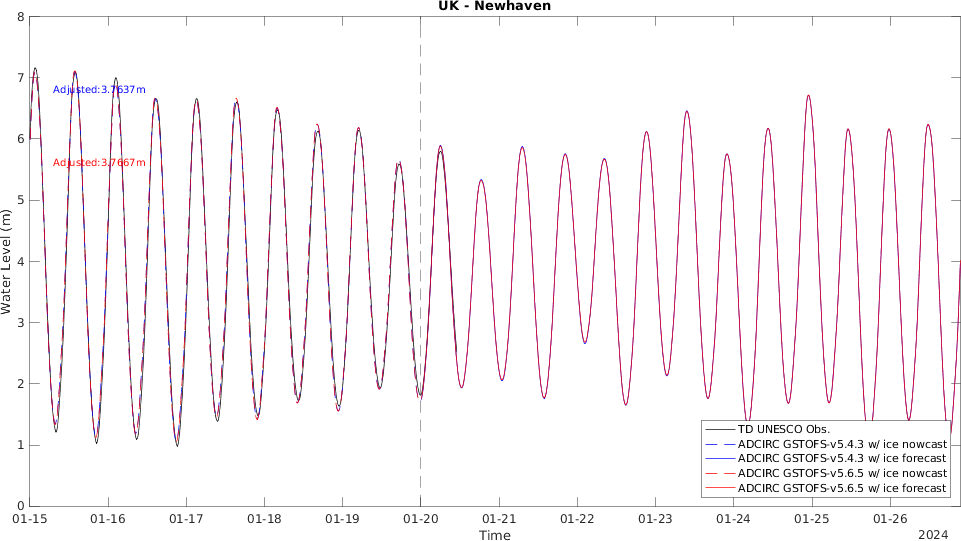 UK - Newhaven
8
7
6
5
4
3
2
1
0
Water Level (m)
Adjusted:3.7637m
Adjusted:3.7667m
TD UNESCO Obs.
ADCIRC GSTOFS-v5.4.3 w/ ice nowcast
ADCIRC GSTOFS-v5.4.3 w/ ice forecast
ADCIRC GSTOFS-v5.6.5 w/ ice nowcast
ADCIRC GSTOFS-v5.6.5 w/ ice forecast
01-15 01-16 01-17 01-18 01-19 01-20 01-21 01-22 01-23 01-24 01-25 01-26
Time
2024